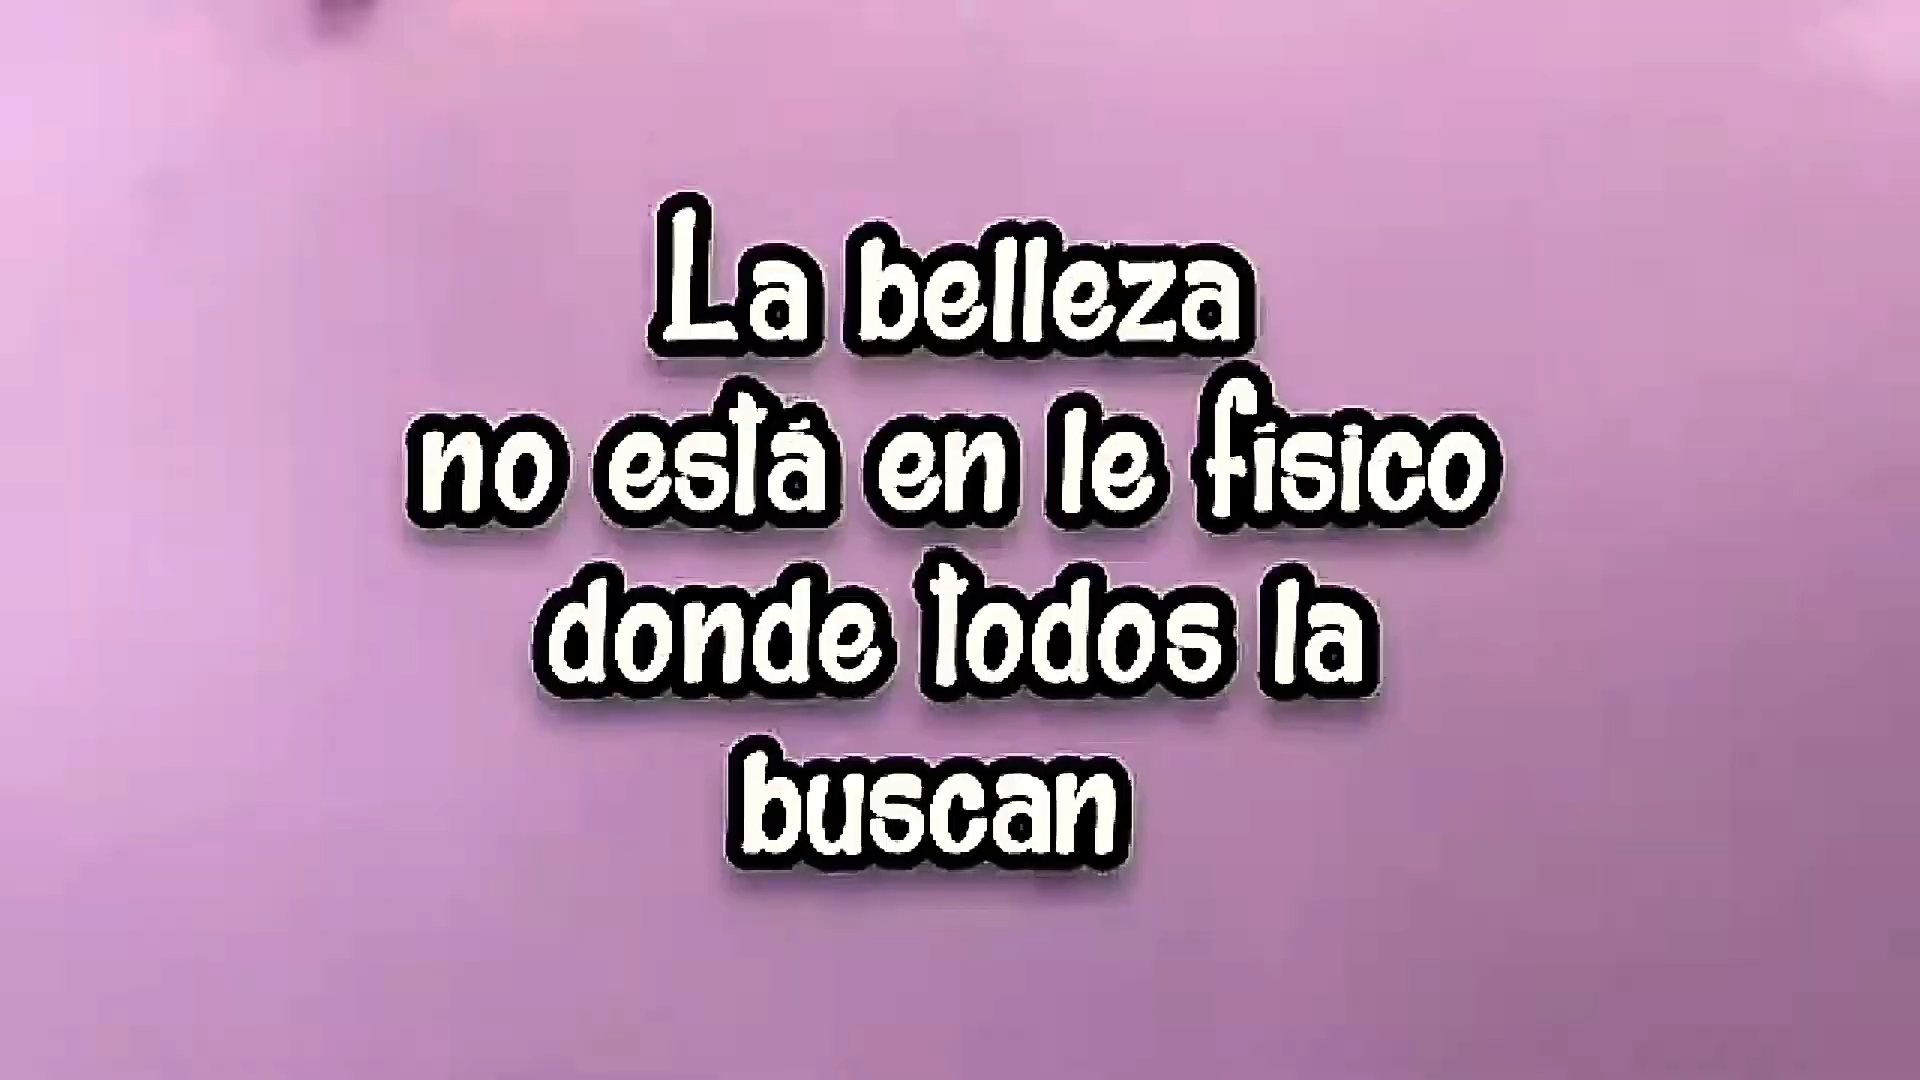 La belleza
no está en le físico
donde todos la
buscan